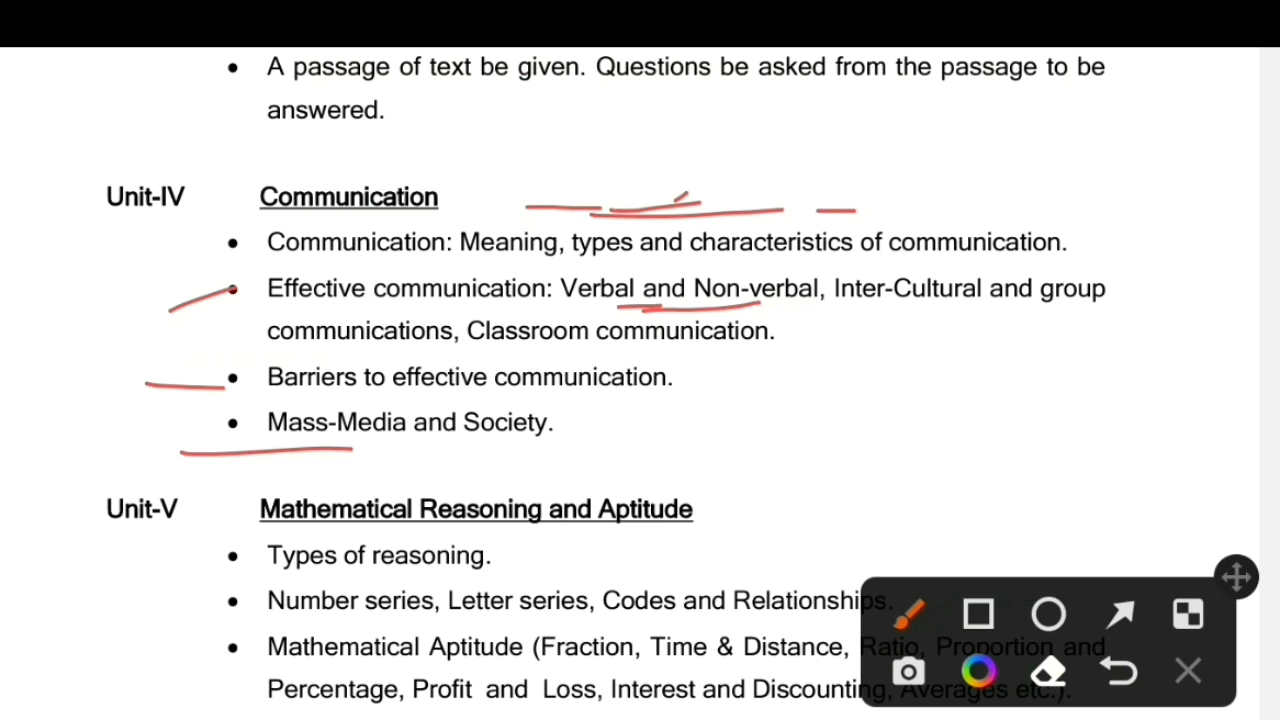 • A passage of text be given. Questions be asked from the passage to be
answered.
Unit-IV Communication
• Communication: Meaning, types and characteristics of communication.
• Effective communication: Verbal and Non-verbal, Inter-Cultural and group
communications, Classroom communication.
• Barriers to effective communication.
• Mass-Media and Society.
Unit-V Mathematical Reasoning and Aptitude
• Types of reasoning.
• Number series, Letter series, Codes and Relationships.
• Mathematical Aptitude (Fraction, Time & Distance, Ratio, Proportion and
Percentage, Profit and Loss, Interest and Discounting, Averages etc.).